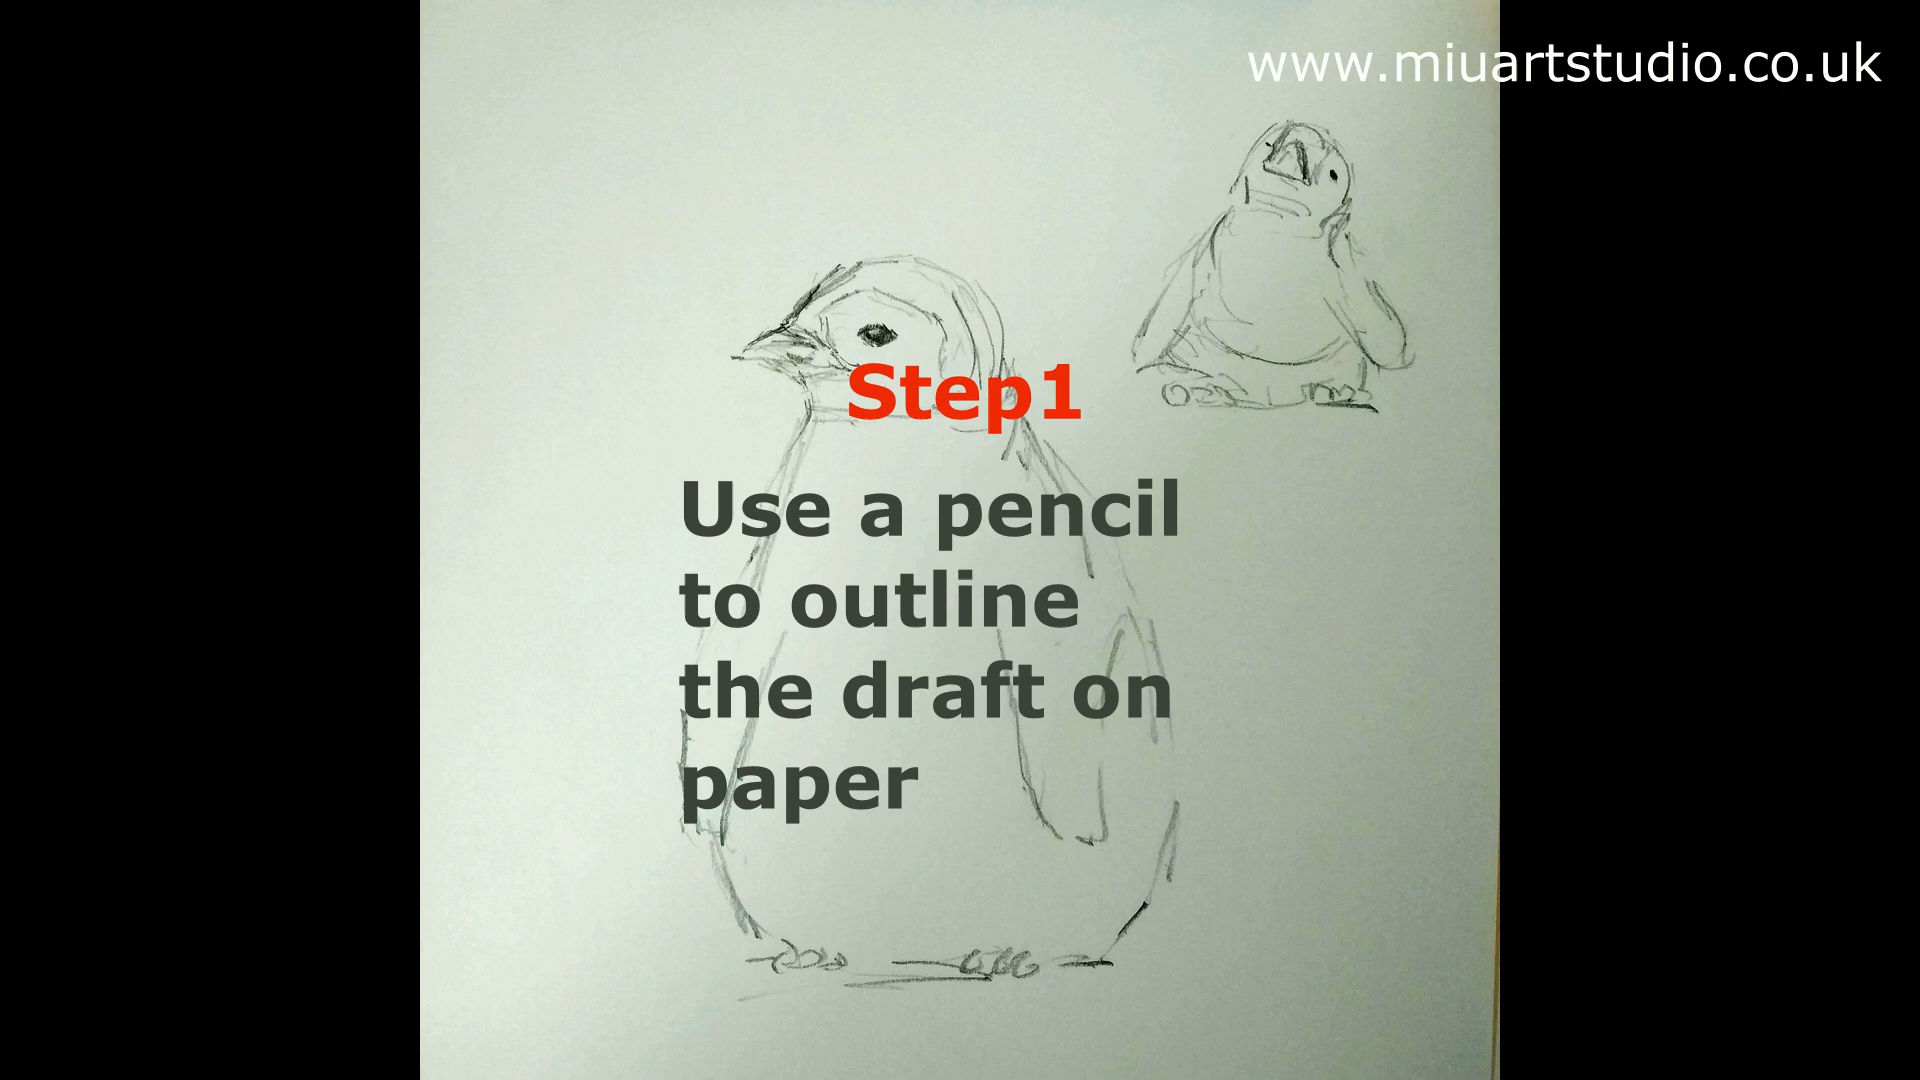 www.miuartstudio.co.uk
Step1
Use a pencil
to outline
the draft on
paper